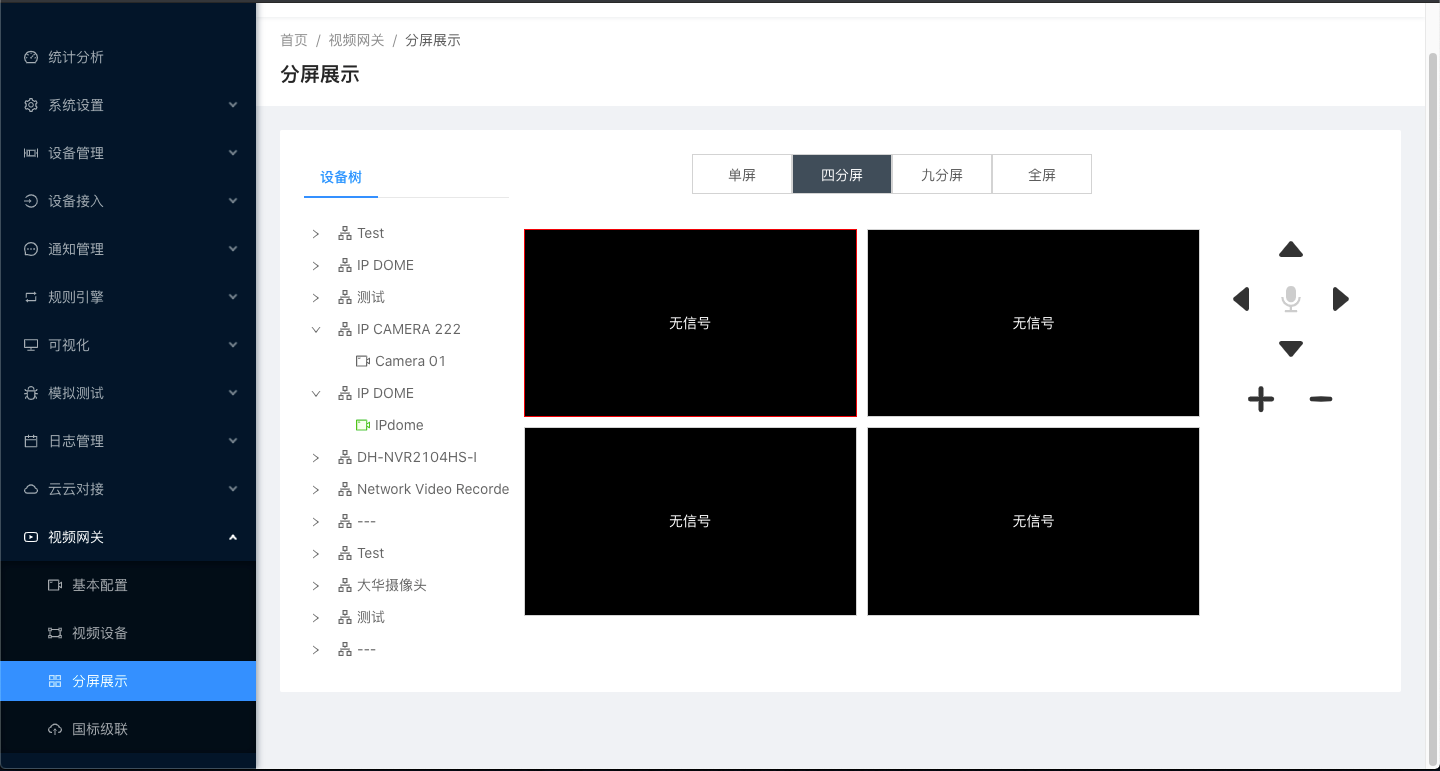 统计分析
系统设置
设备管理
设备接入
通知管理
规则引擎
可视化
模拟测试
日志管理
云云对接
视频网关
基本配置
视频设备
分屏展示
国标级联
首页 / 视频网关 / 分屏展示
分屏展示
设备树
Test
IP DOME
测试
IP CAMERA 222
Camera 01
IP DOME
IPdome
DH-NVR2104HS-I
Network Video Recorde
---
Test
大华摄像头
测试
---
单屏 四分屏 九分屏 全屏
无信号 无信号
无信号 无信号